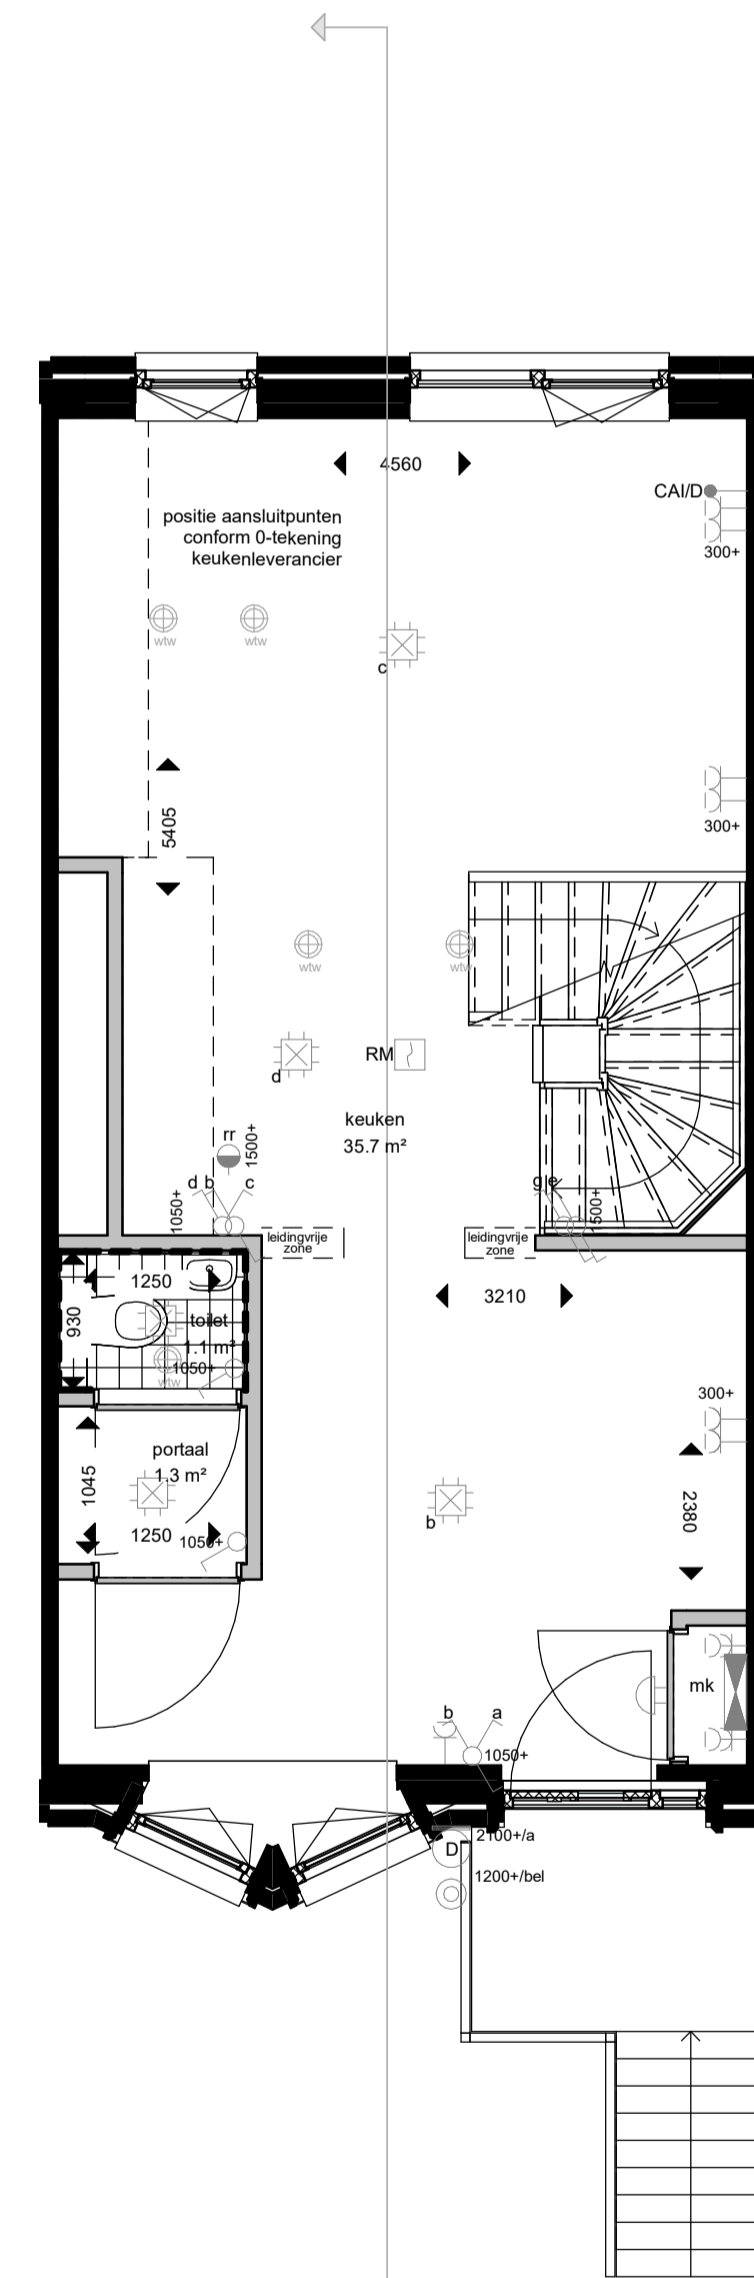 4560
CAI/D
positie aansluitpunten
conform 0-tekening
keukenleverancier
300+
wtw
wtw
c
5405
300+
wtw
wtw
d
RM
keuken
35.7 m²
rr
1500+
d b c
1050+
g e
1500+
leidingvrije
zone
leidingvrije
zone
1250
3210
930
toilet
1.1 m²
1050+
wtw
300+
portaal
1.3 m²
1045
1250
1050+
b
2380
mk
b a
1050+
2100+/a
D
1200+/bel